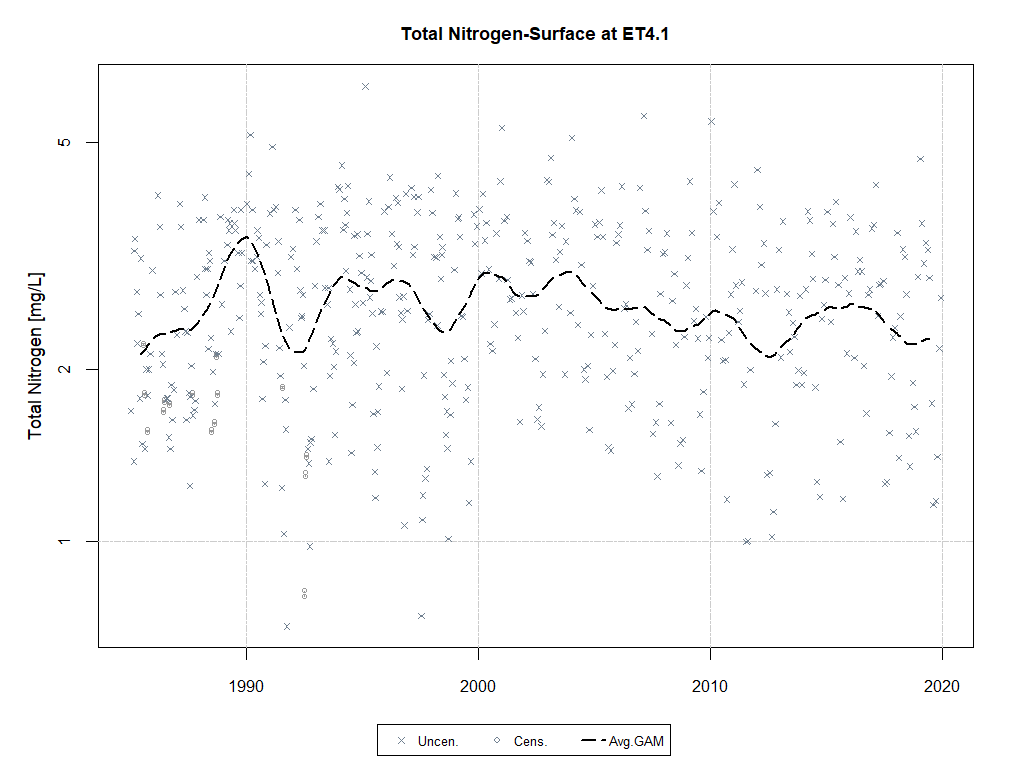 Total Nitrogen-Surface at ET4.1
Total Nitrogen [mg/L]
5
2
1
1990 2000 2010 2020
Uncen. Cens. Avg.GAM